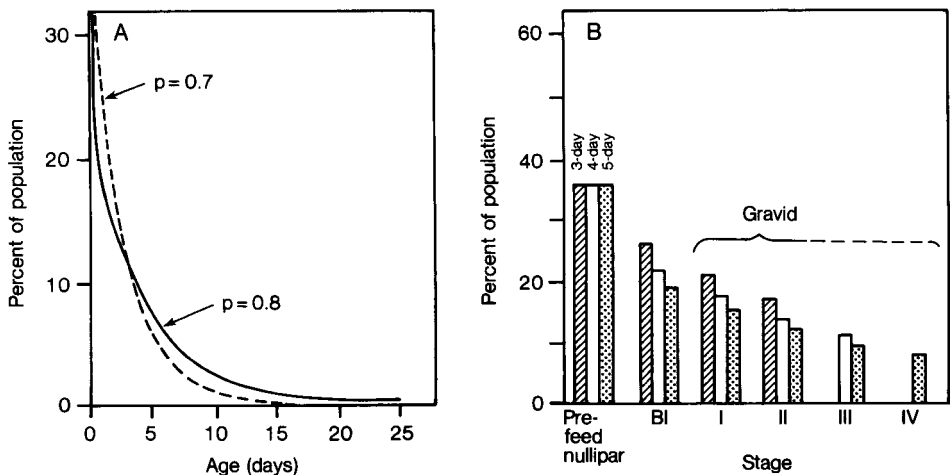 A
30
20
10
0
Percent of population
p = 0.7
p = 0.8
0 5 10 15 20 25
Age (days)
B
60
40
20
0
Percent of population
3-day
4-day
5-day
Gravid
Pre-
feed
nullipar
BI I II III IV
Stage